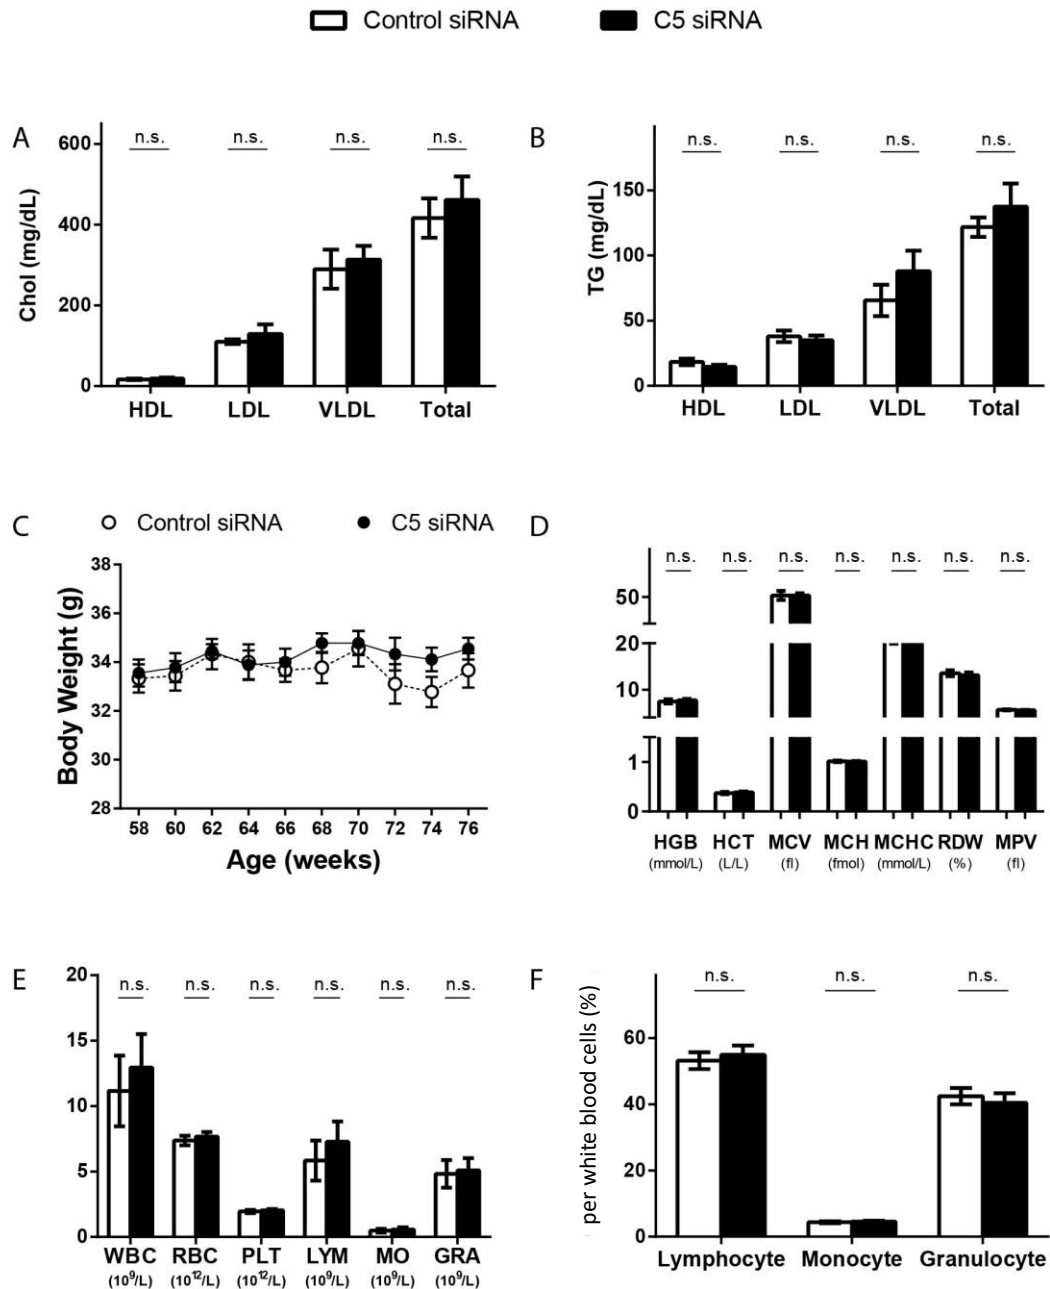 Control siRNA C5 siRNA
A
n.s. n.s. n.s. n.s.
Chol (mg/dL)
600
400
200
0
HDL LDL VLDL Total
B
n.s. n.s. n.s. n.s.
TG (mg/dL)
150
100
50
0
HDL LDL VLDL Total
C
Control siRNA C5 siRNA
Body Weight (g)
38
36
34
32
30
28
58 60 62 64 66 68 70 72 74 76
Age (weeks)
D
n.s. n.s. n.s. n.s. n.s. n.s. n.s.
50
20
10
1
0
HGB HCT MCV MCH MCHC RDW MPV
(mmol/L) (L/L) (fl) (fmol) (mmol/L) (%) (fl)
E
n.s. n.s. n.s. n.s. n.s. n.s.
20
15
10
5
0
WBC RBC PLT LYM MO GRA
(10⁹/L) (10¹²/L) (10¹²/L) (10⁹/L) (10⁹/L) (10⁹/L)
F
n.s. n.s. n.s.
per white blood cells (%)
60
40
20
0
Lymphocyte Monocyte Granulocyte